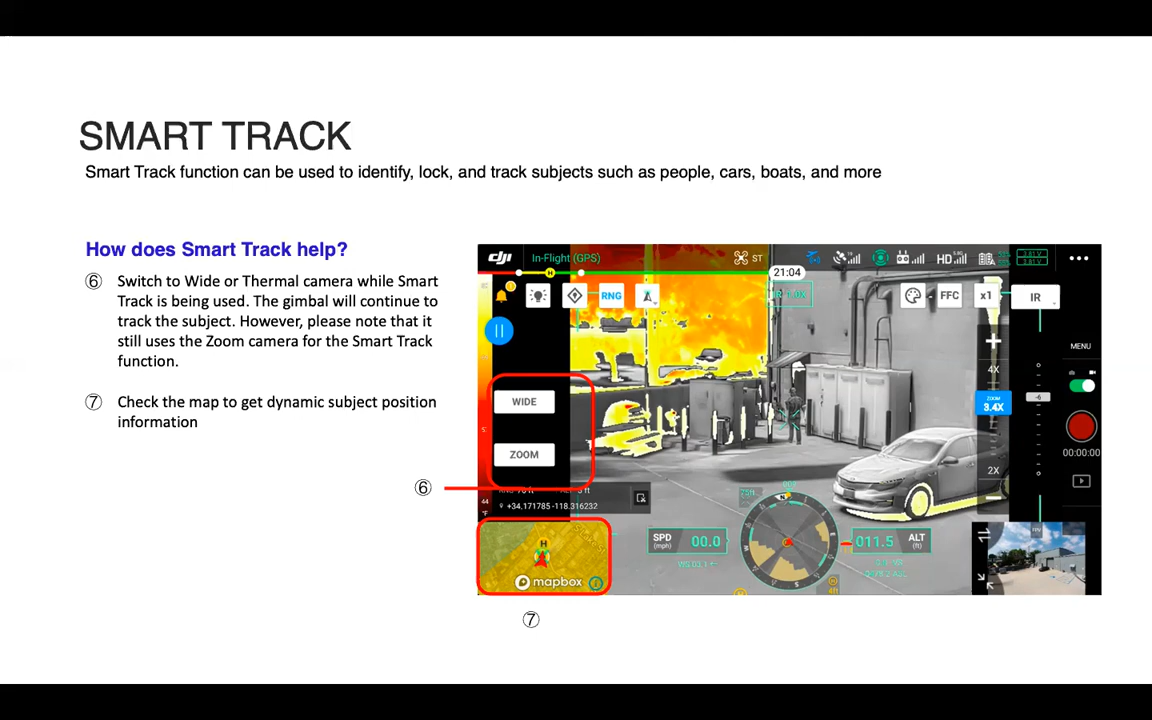 SMART TRACK
Smart Track function can be used to identify, lock, and track subjects such as people, cars, boats, and more
How does Smart Track help?
⑥ Switch to Wide or Thermal camera while Smart
Track is being used. The gimbal will continue to
track the subject. However, please note that it
still uses the Zoom camera for the Smart Track
function.
⑦ Check the map to get dynamic subject position
information
dji In-Flight (GPS) ST HD
H 21:04
RNG FFC x1 IR
MENU
4X
WIDE
ZOOM 3.4X
-6
ZOOM
00:00:00
2X
⑥
+34.171785 -118.316232
SPD (mph) 00.0
011.5 ALT (ft)
H
mapbox
⑦